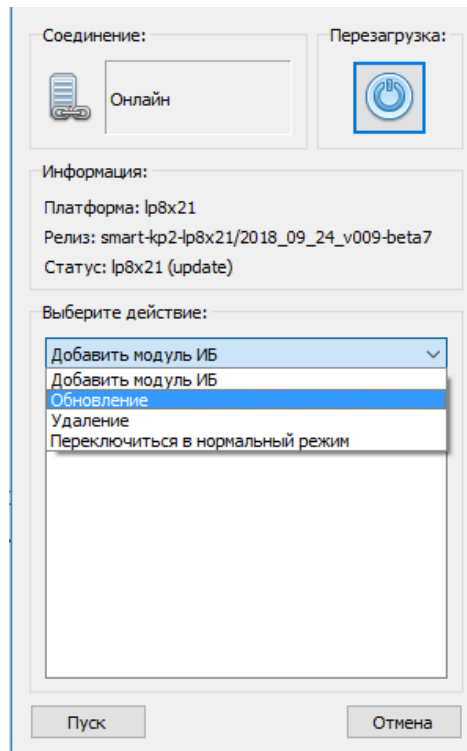 Соединение:
Перезагрузка:
Онлайн
Информация:
Платформа: lp8x21
Релиз: smart-kp2-lp8x21/2018_09_24_v009-beta7
Статус: lp8x21 (update)
Выберите действие:
Добавить модуль ИБ
Добавить модуль ИБ
Обновление
Удаление
Переключиться в нормальный режим
Пуск
Отмена